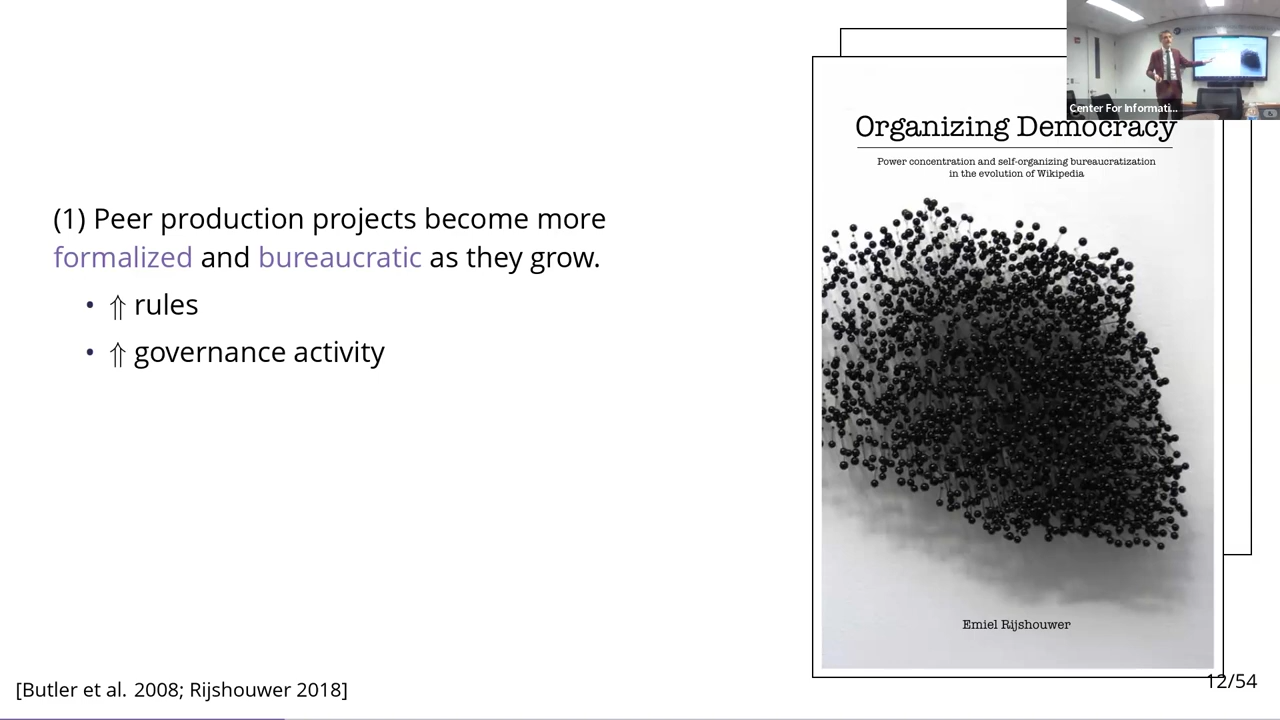 Center For Informati...
Organizing Democracy
Power concentration and self-organizing bureaucratization
in the evolution of Wikipedia
(1) Peer production projects become more
formalized and bureaucratic as they grow.
• ⇑ rules
• ⇑ governance activity
Emiel Rijshouwer
[Butler et al. 2008; Rijshouwer 2018]
12/54